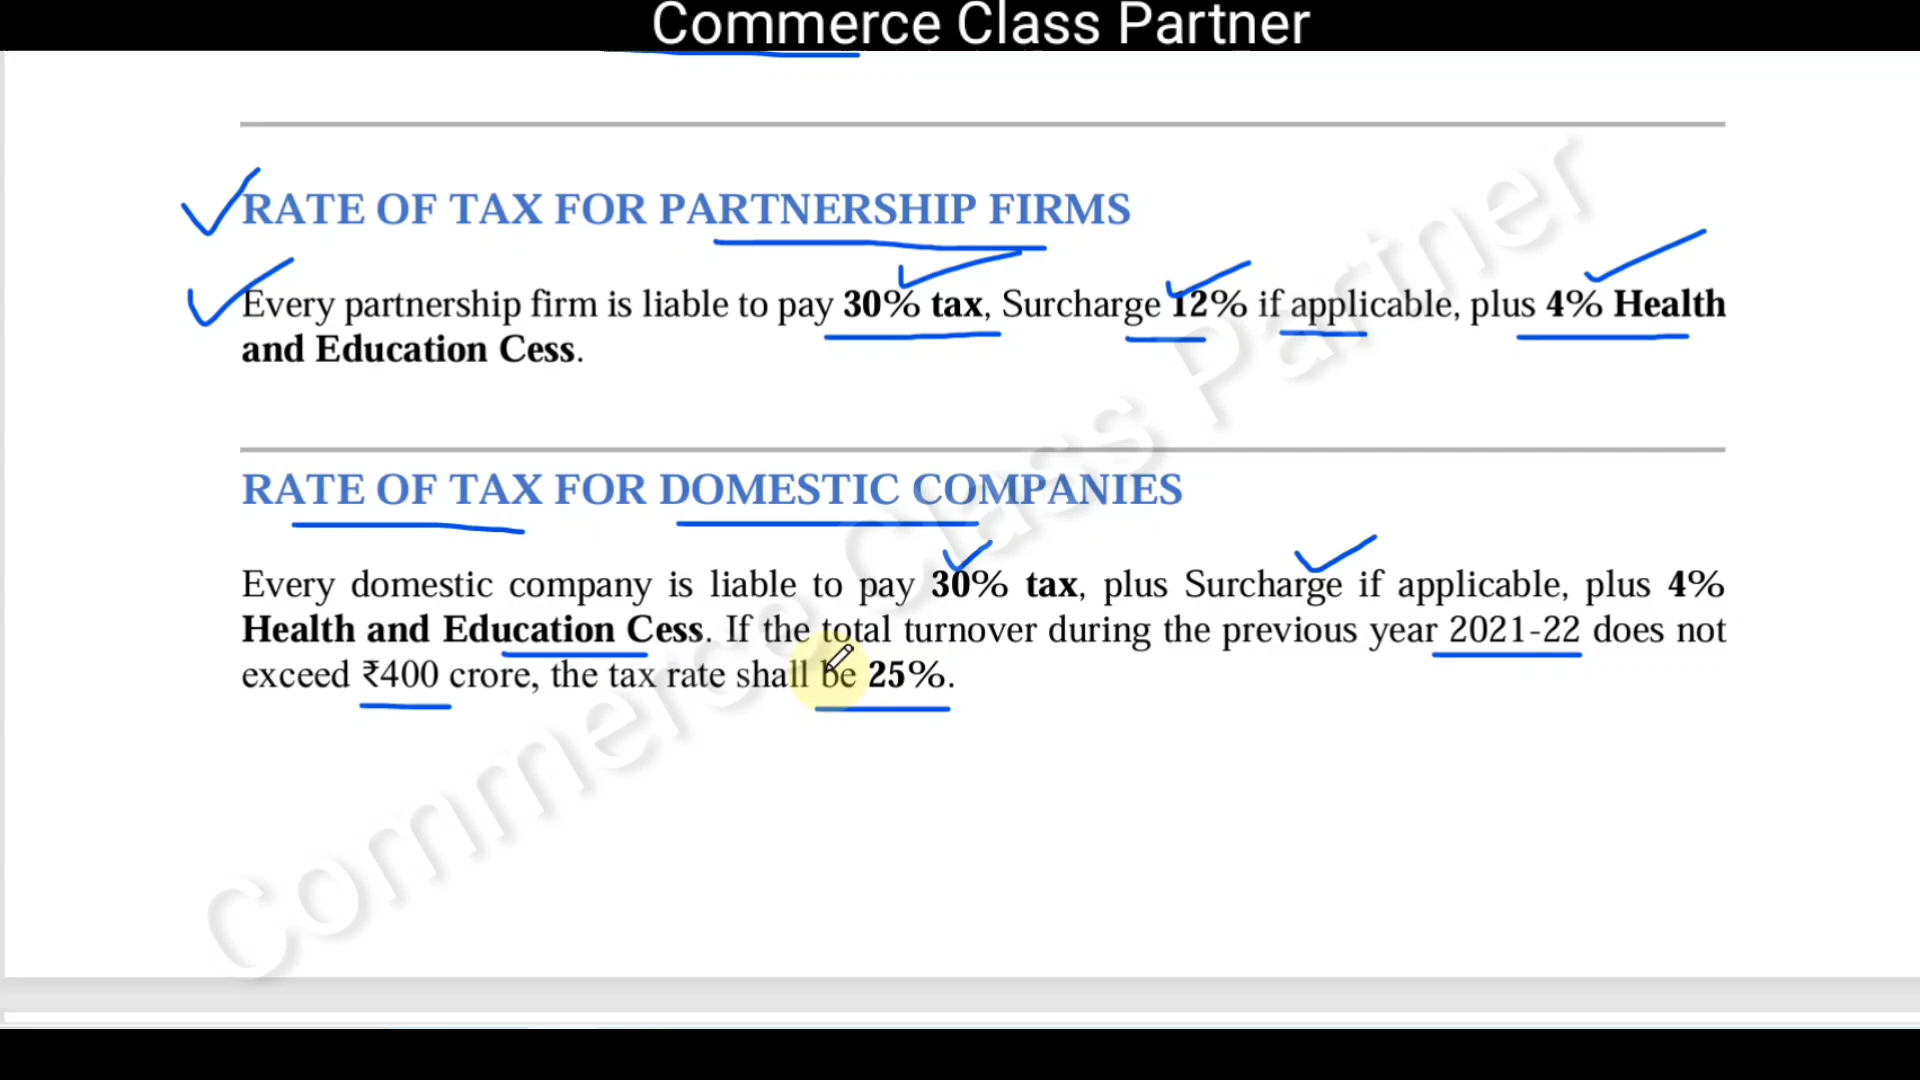 Commerce Class Partner
RATE OF TAX FOR PARTNERSHIP FIRMS
Every partnership firm is liable to pay 30% tax, Surcharge 12% if applicable, plus 4% Health
and Education Cess.
RATE OF TAX FOR DOMESTIC COMPANIES
Every domestic company is liable to pay 30% tax, plus Surcharge if applicable, plus 4%
Health and Education Cess. If the total turnover during the previous year 2021-22 does not
exceed ₹400 crore, the tax rate shall be 25%.
Commerce Class Partner